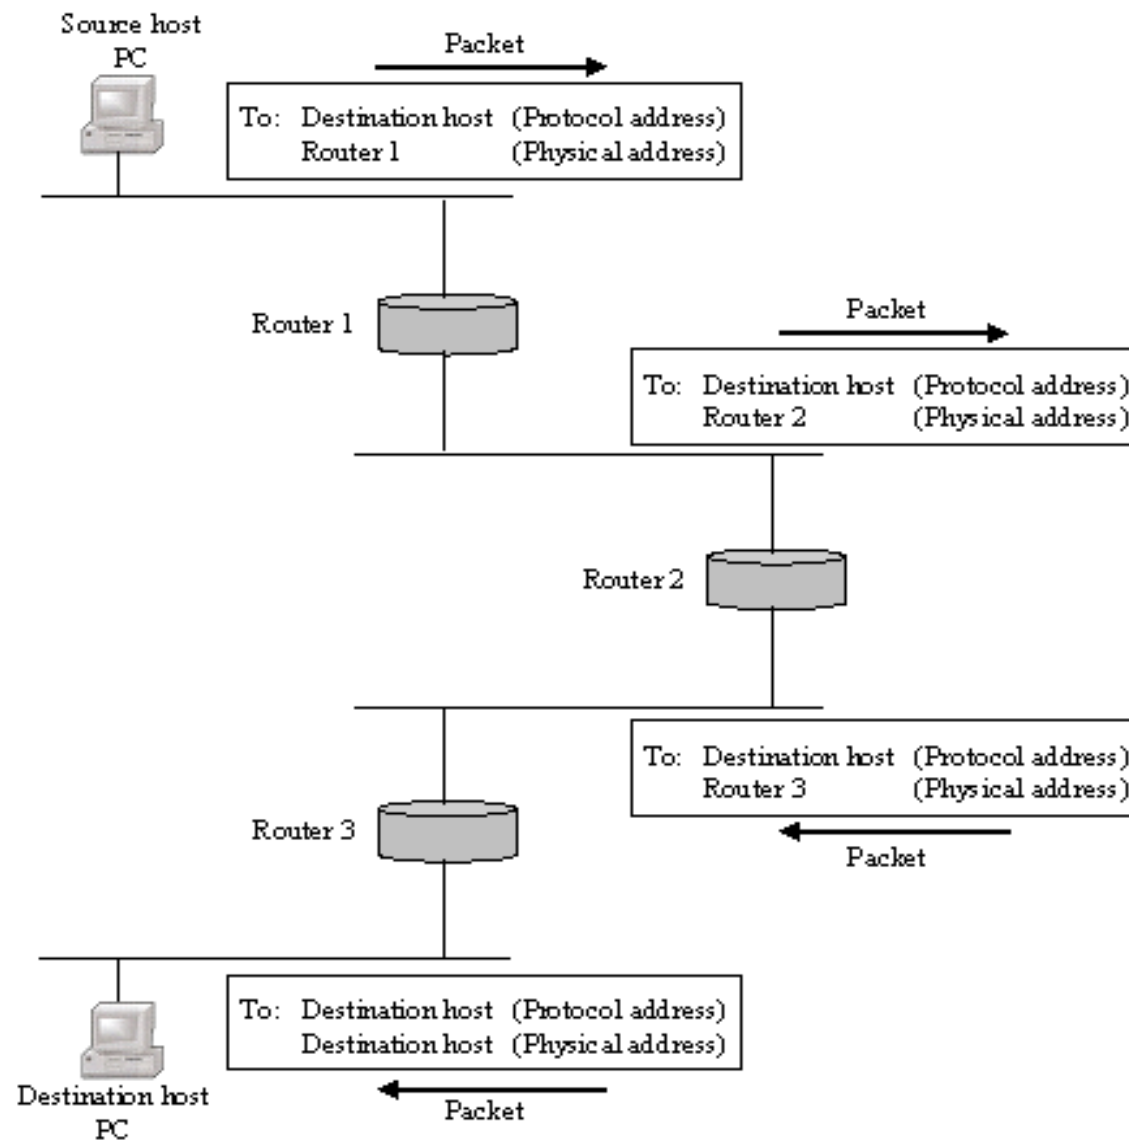 Source host
PC
Packet
To: Destination host (Protocol address)
Router 1 (Physical address)
Router 1
Packet
To: Destination host (Protocol address)
Router 2 (Physical address)
Router 2
To: Destination host (Protocol address)
Router 3 (Physical address)
Packet
Router 3
To: Destination host (Protocol address)
Destination host (Physical address)
Packet
Destination host
PC